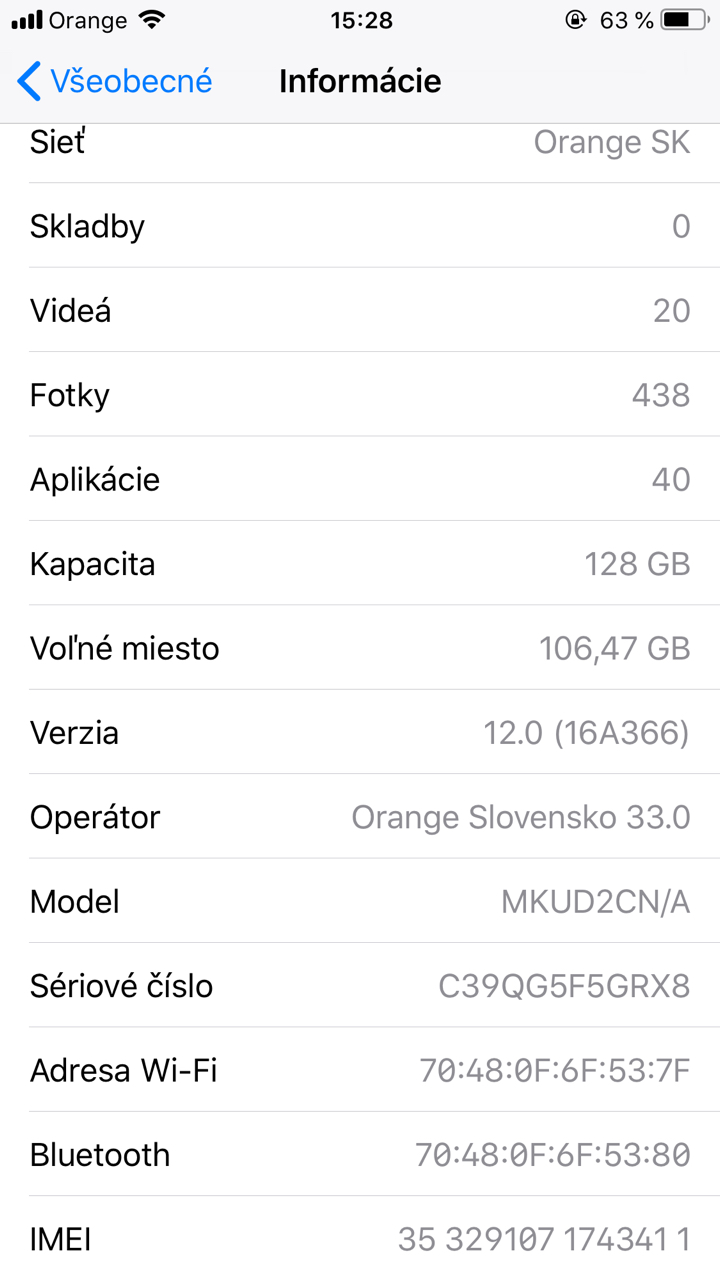 Orange 15:28 63 %
Všeobecné Informácie
Sieť Orange SK
Skladby 0
Videá 20
Fotky 438
Aplikácie 40
Kapacita 128 GB
Voľné miesto 106,47 GB
Verzia 12.0 (16A366)
Operátor Orange Slovensko 33.0
Model MKUD2CN/A
Sériové číslo C39QG5F5GRX8
Adresa Wi-Fi 70:48:0F:6F:53:7F
Bluetooth 70:48:0F:6F:53:80
IMEI 35 329107 174341 1